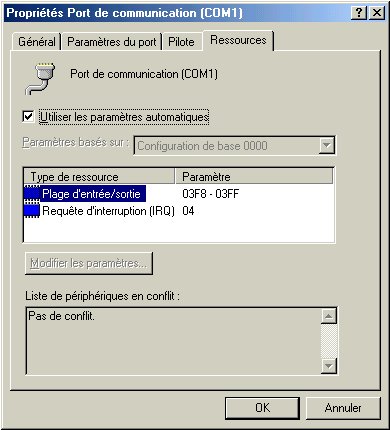 Propriétés Port de communication (COM1)
Général Paramètres du port Pilote Ressources
Port de communication (COM1)
Utiliser les paramètres automatiques
Paramètres basés sur : Configuration de base 0000
Type de ressource Paramètre
Plage d'entrée/sortie 03F8 - 03FF
Requête d'interruption (IRQ) 04
Modifier les paramètres...
Liste de périphériques en conflit :
Pas de conflit.
OK Annuler